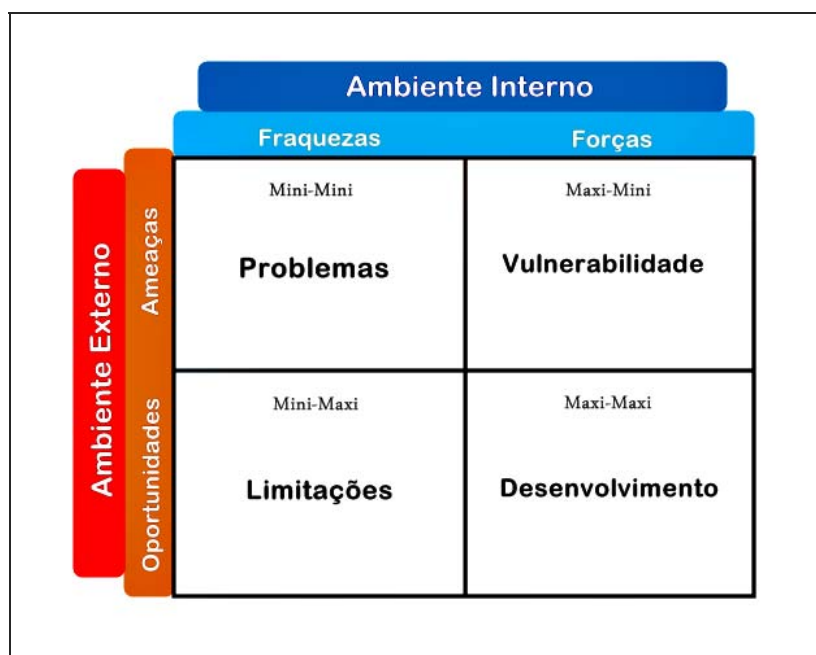 Ambiente Interno
Fraquezas
Forças
Ambiente Externo
Ameaças
Mini-Mini
Maxi-Mini
Problemas
Vulnerabilidade
Oportunidades
Mini-Maxi
Maxi-Maxi
Limitações
Desenvolvimento